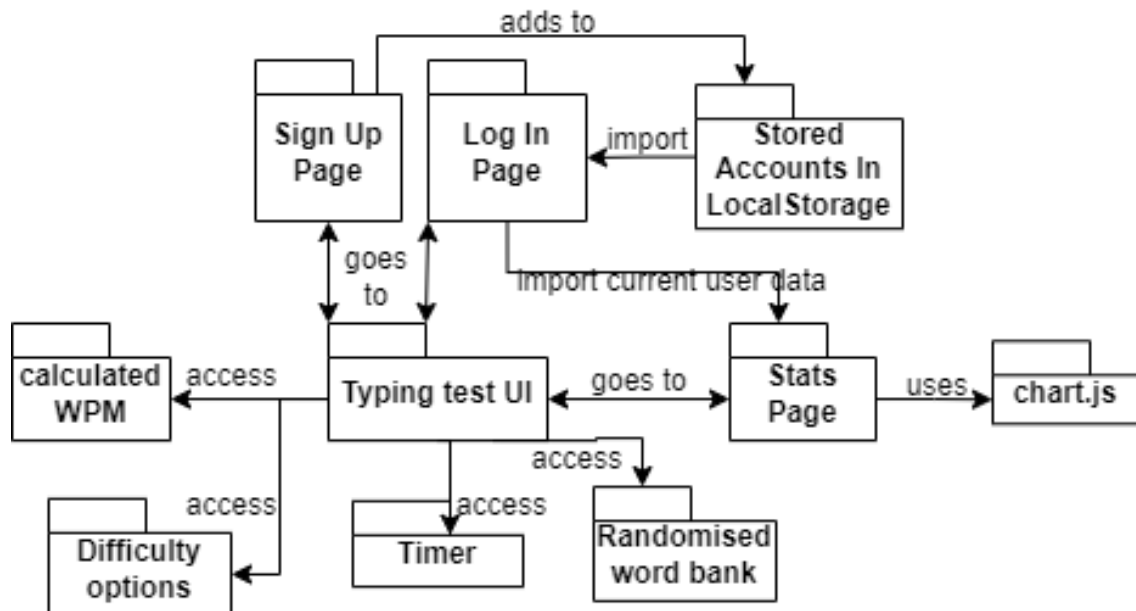 adds to
Sign Up
Page
Log In
Page
import
Stored
Accounts In
LocalStorage
goes
to
Import current user data
calculated
WPM
access
Typing test UI
goes to
Stats
Page
uses
chart.js
access
access
access
Difficulty
options
Timer
Randomised
word bank